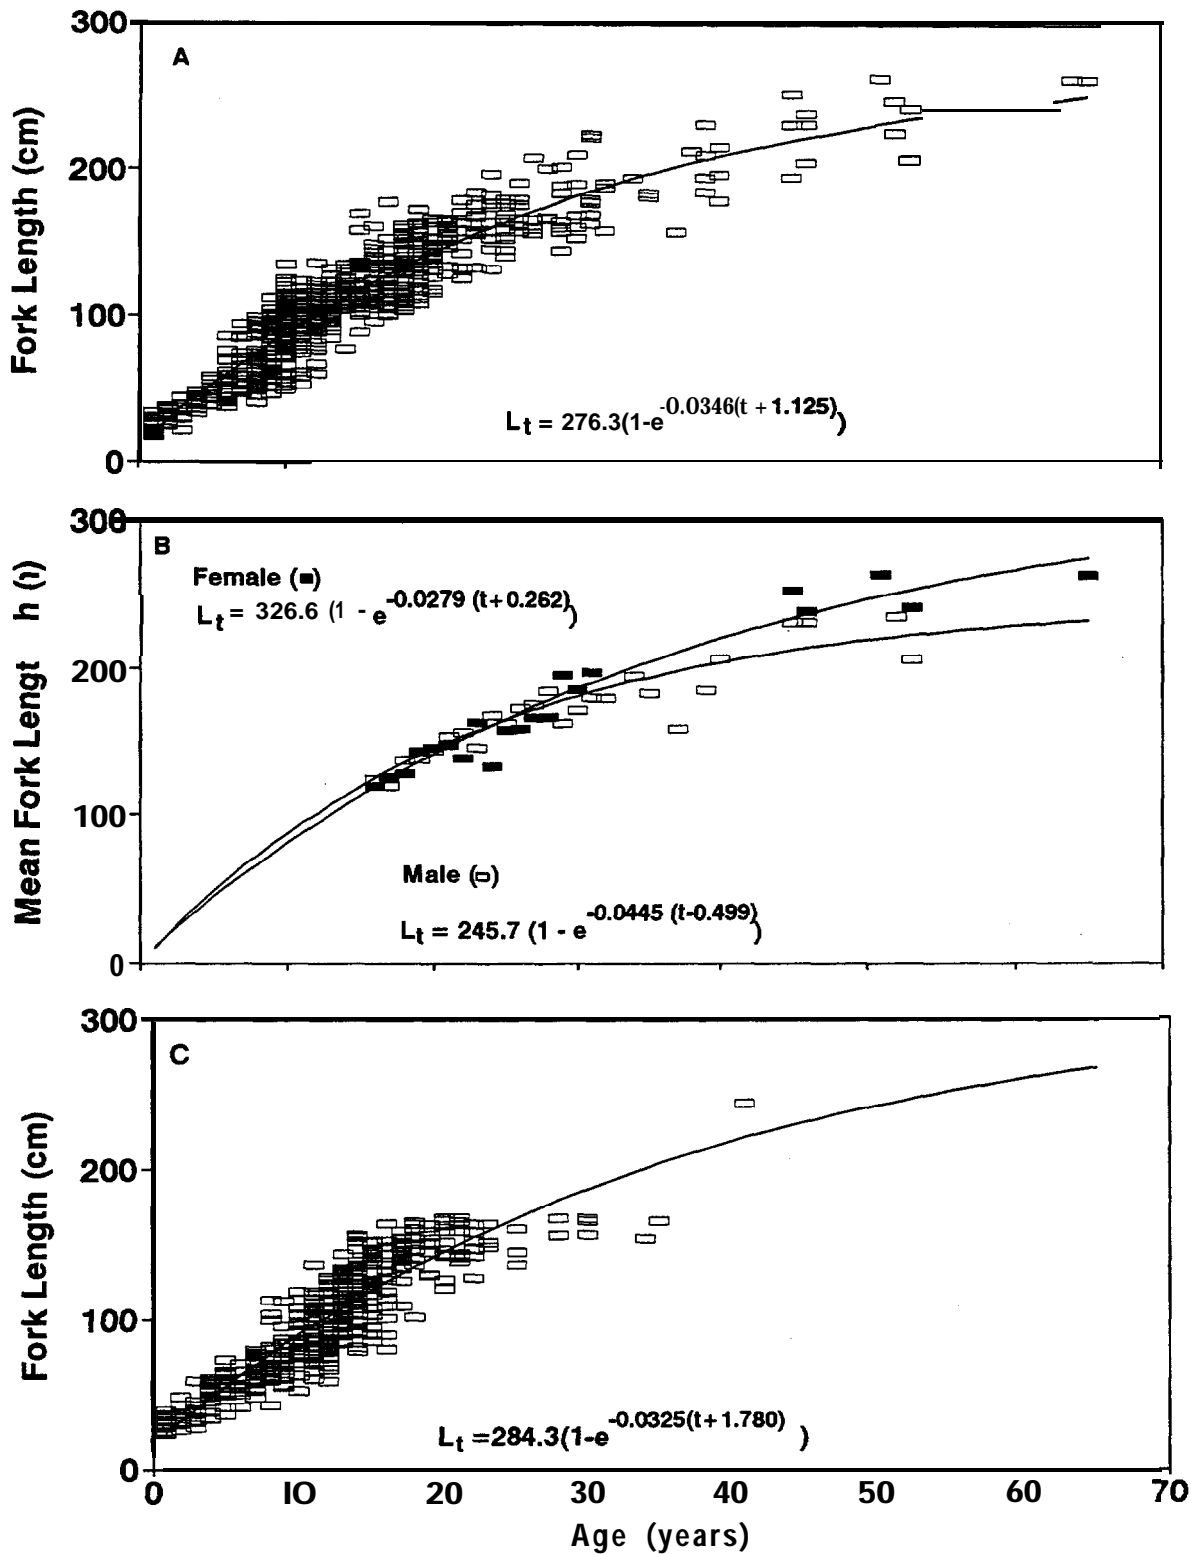 300
A
200
100
0
Fork Length (cm)
Lt = 276.3(1-e-0.0346(t + 1.125))
300
B
Female (▬)
Lt = 326.6 (1 - e-0.0279 (t+0.262))
200
100
0
Mean Fork Lengt h (ı)
Male (▭)
Lt = 245.7 (1 - e-0.0445 (t-0.499))
300
C
200
100
0
Fork Length (cm)
Lt =284.3(1-e-0.0325(t+1.780) )
0 10 20 30 40 50 60 70
Age (years)